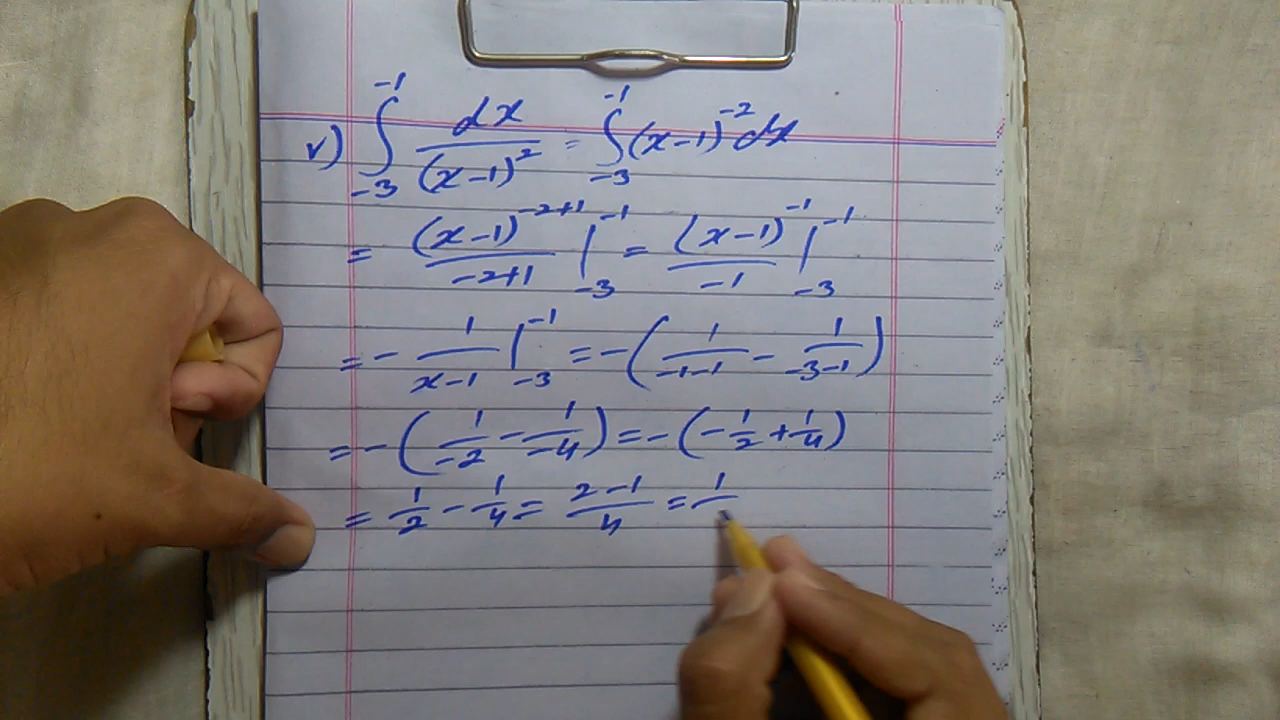 v) ∫_{-3}^{-1} dx/(x-1)^2 = ∫_{-3}^{-1} (x-1)^{-2} dx
= (x-1)^{-2+1}/(-2+1) |_{-3}^{-1} = (x-1)^{-1}/(-1) |_{-3}^{-1}
= - 1/(x-1) |_{-3}^{-1} = -(1/(-1-1) - 1/(-3-1))
= -(1/(-2) - 1/(-4)) = -(-1/2 + 1/4)
= 1/2 - 1/4 = (2-1)/4 = 1/